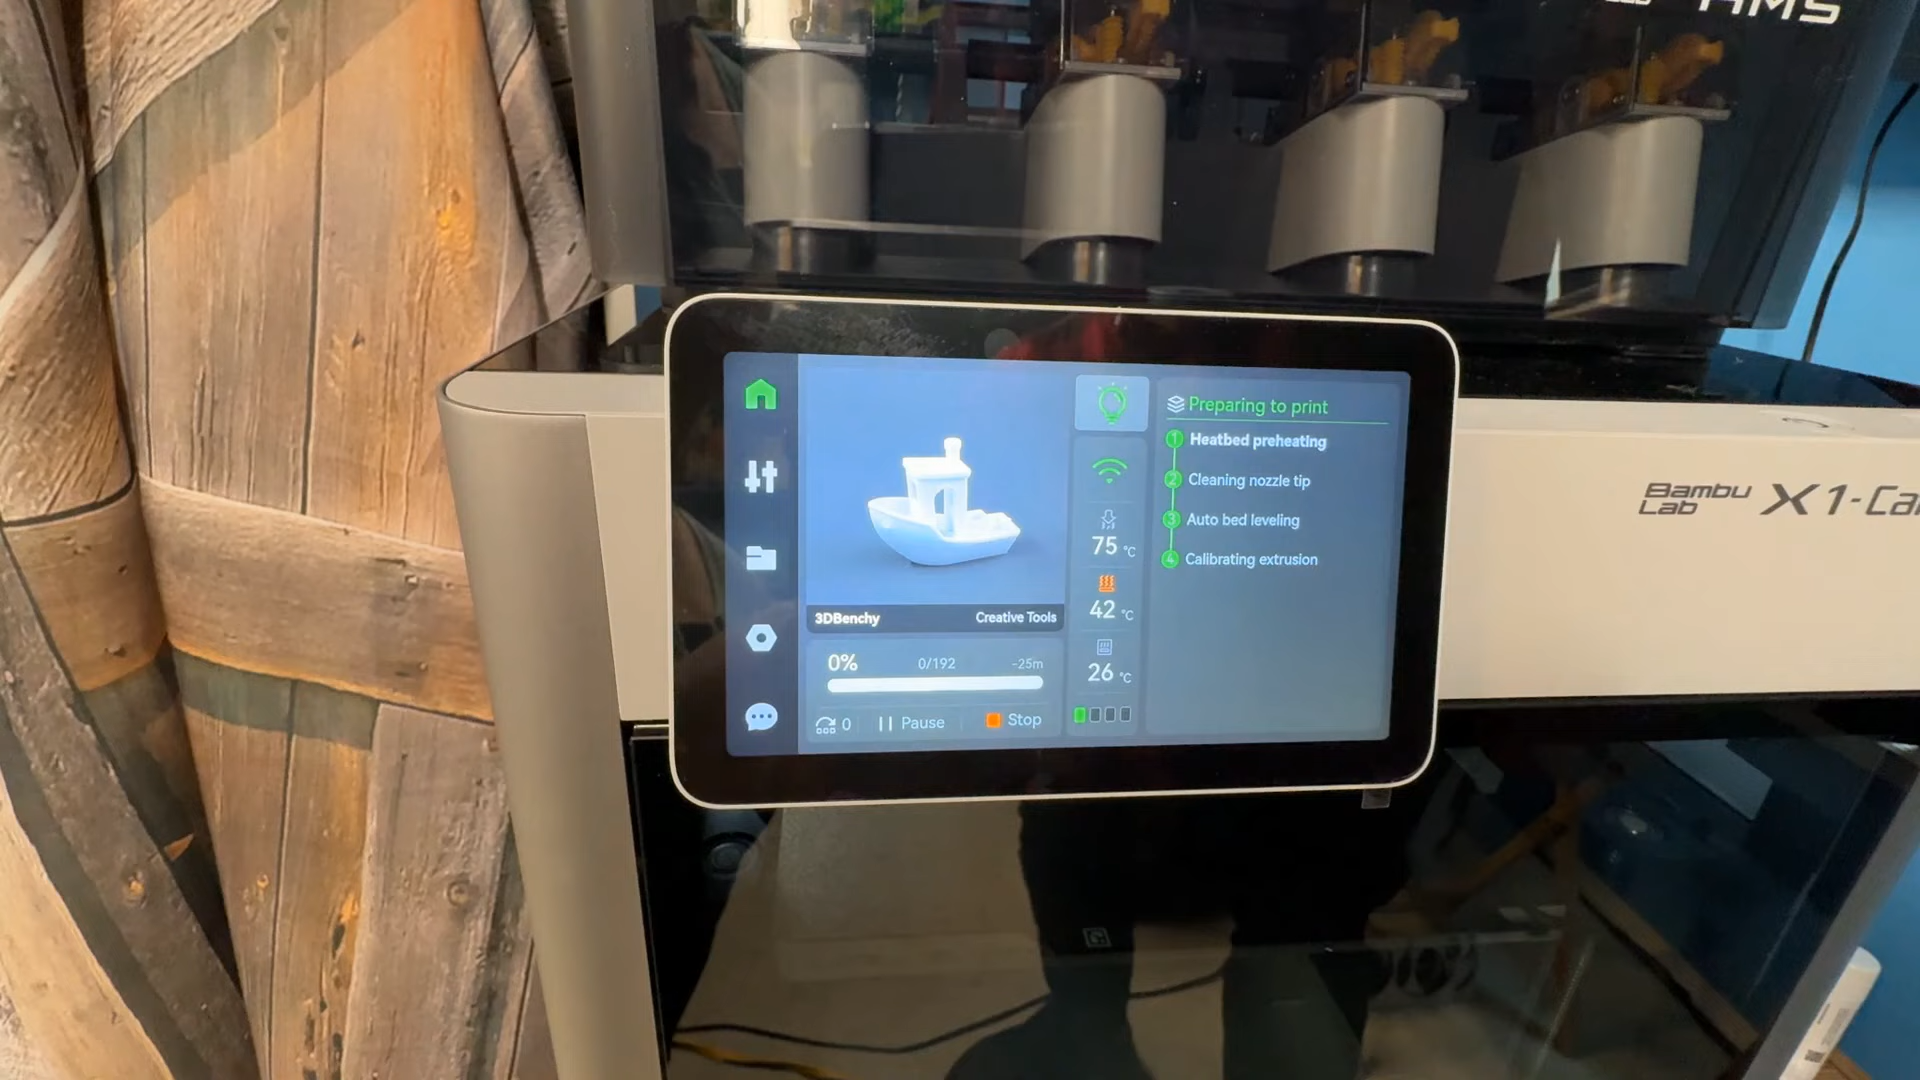 AMS
Preparing to print
1 Heatbed preheating
2 Cleaning nozzle tip
3 Auto bed leveling
4 Calibrating extrusion
75 °C
42 °C
26 °C
3DBenchy Creative Tools
0% 0/192 -25m
0 Pause Stop
Bambu Lab X1-Ca